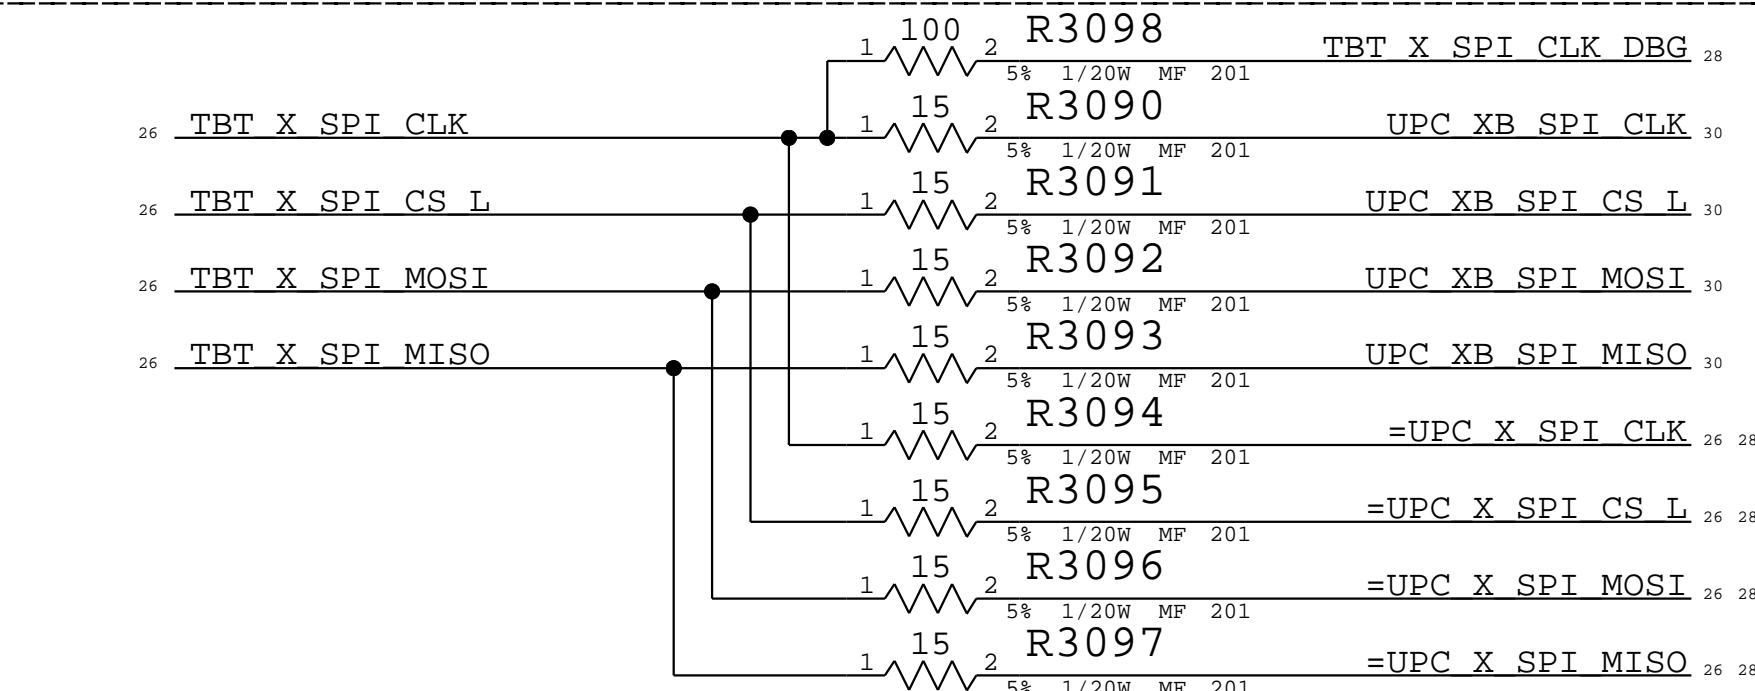 100 R3098
1 2 TBT_X_SPI_CLK_DBG 28
5% 1/20W MF 201
15 R3090
26 TBT_X_SPI_CLK 1 2 UPC_XB_SPI_CLK 30
5% 1/20W MF 201
15 R3091
26 TBT_X_SPI_CS_L 1 2 UPC_XB_SPI_CS_L 30
5% 1/20W MF 201
15 R3092
26 TBT_X_SPI_MOSI 1 2 UPC_XB_SPI_MOSI 30
5% 1/20W MF 201
15 R3093
26 TBT_X_SPI_MISO 1 2 UPC_XB_SPI_MISO 30
5% 1/20W MF 201
15 R3094
1 2 =UPC_X_SPI_CLK 26 28
5% 1/20W MF 201
15 R3095
1 2 =UPC_X_SPI_CS_L 26 28
5% 1/20W MF 201
15 R3096
1 2 =UPC_X_SPI_MOSI 26 28
5% 1/20W MF 201
15 R3097
1 2 =UPC_X_SPI_MISO 26 28
5% 1/20W MF 201